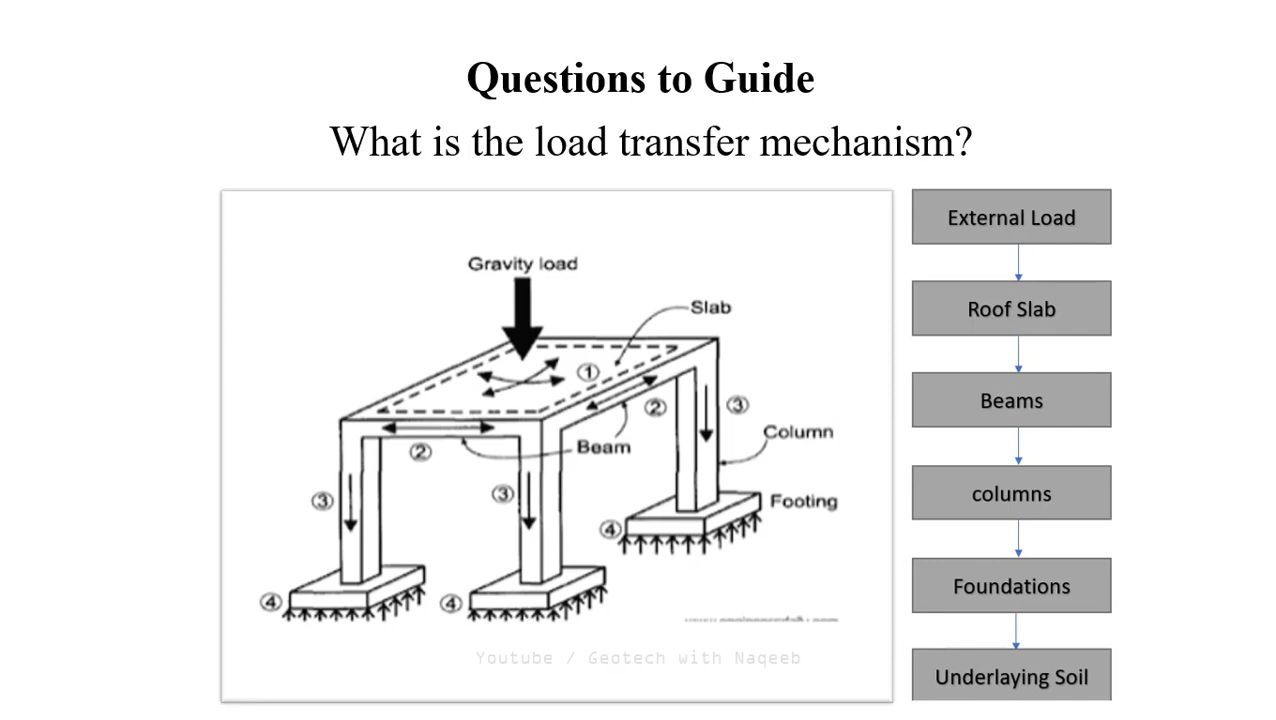 Questions to Guide
What is the load transfer mechanism?
Gravity load
Slab
①
②
③
Column
②
Beam
③
③
Footing
④
④
④
Youtube / Geotech with Naqeeb
External Load
Roof Slab
Beams
columns
Foundations
Underlaying Soil